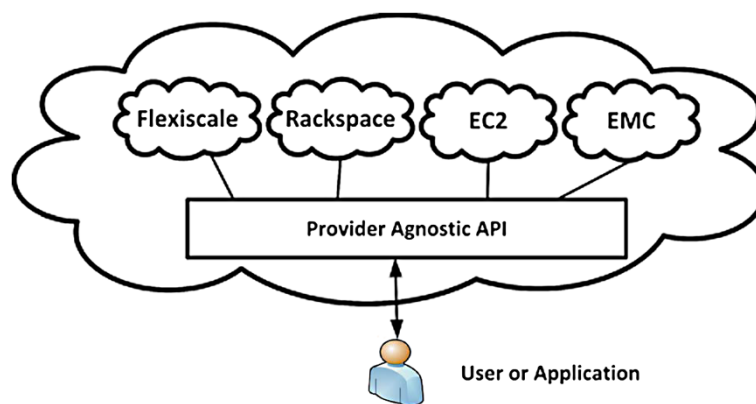 Flexiscale
Rackspace
EC2
EMC
Provider Agnostic API
User or Application